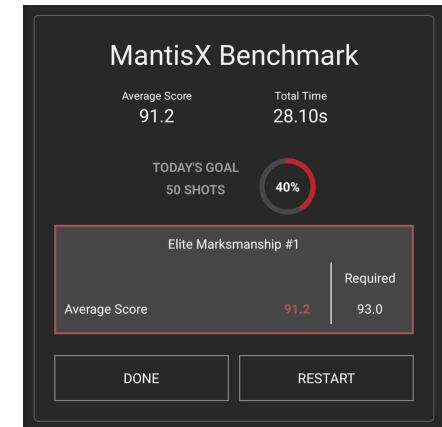 MantisX Benchmark
Average Score Total Time
91.2 28.10s
TODAY'S GOAL
50 SHOTS
40%
Elite Marksmanship #1
Required
Average Score 91.2 93.0
DONE RESTART